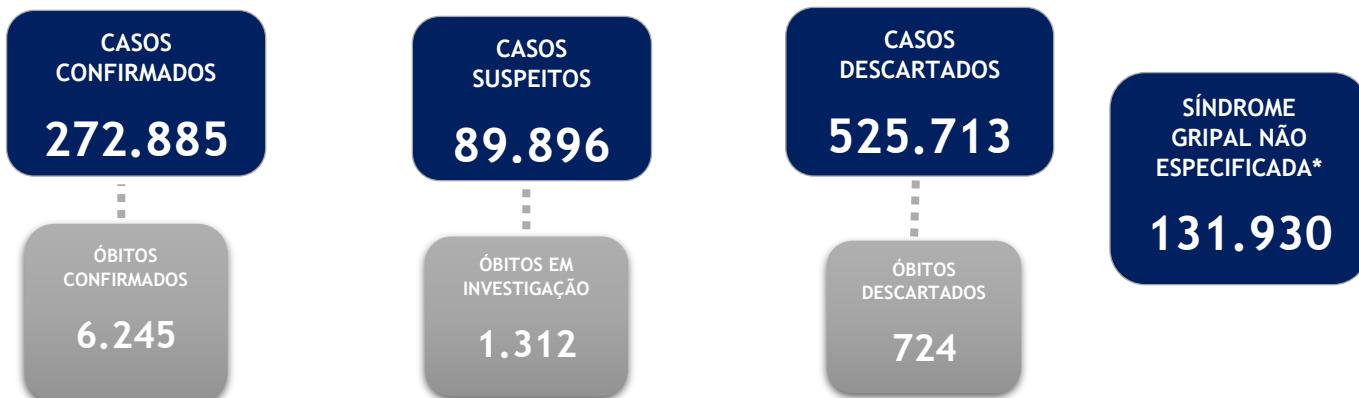 CASOS
CONFIRMADOS
272.885
ÓBITOS
CONFIRMADOS
6.245
CASOS
SUSPEITOS
89.896
ÓBITOS EM
INVESTIGAÇÃO
1.312
CASOS
DESCARTADOS
525.713
ÓBITOS
DESCARTADOS
724
SÍNDROME
GRIPAL NÃO
ESPECIFICADA*
131.930